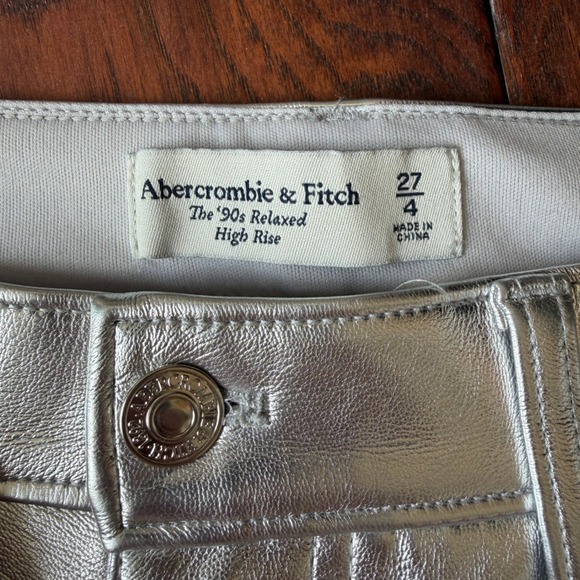 Abercrombie & Fitch
The '90s Relaxed
High Rise
27
4
MADE IN
CHINA